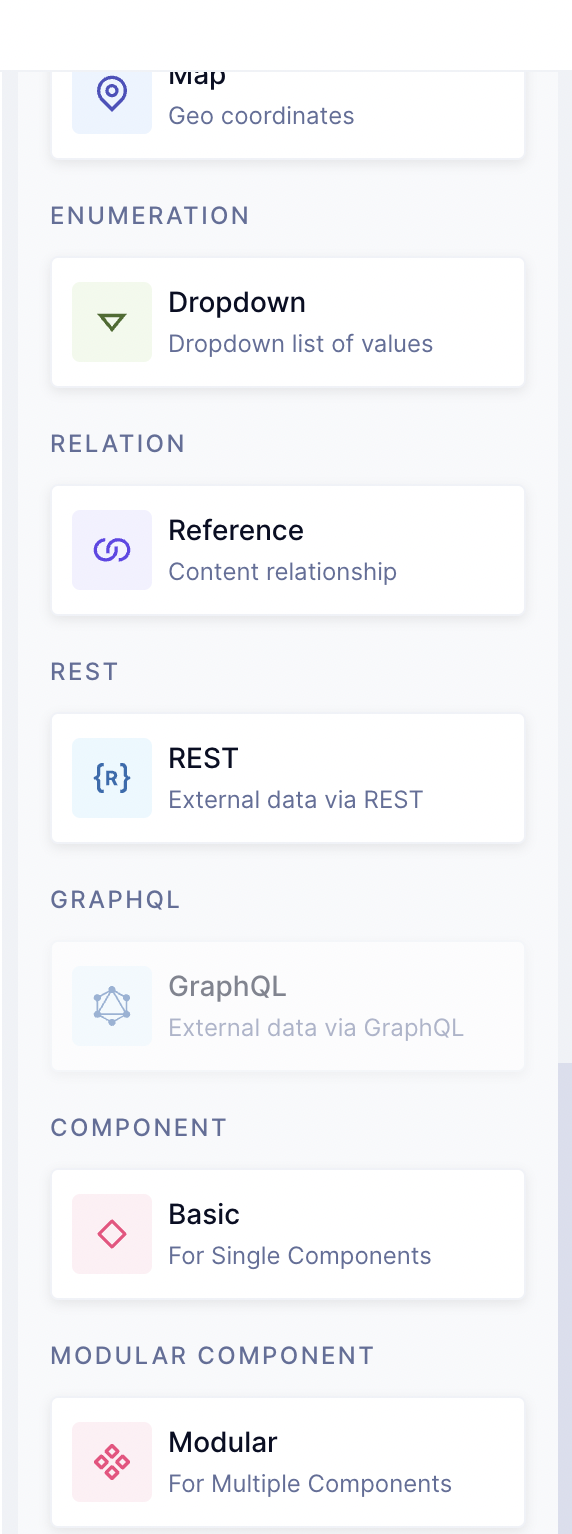 Map
Geo coordinates
ENUMERATION
Dropdown
Dropdown list of values
RELATION
Reference
Content relationship
REST
{R}
REST
External data via REST
GRAPHQL
GraphQL
External data via GraphQL
COMPONENT
Basic
For Single Components
MODULAR COMPONENT
Modular
For Multiple Components